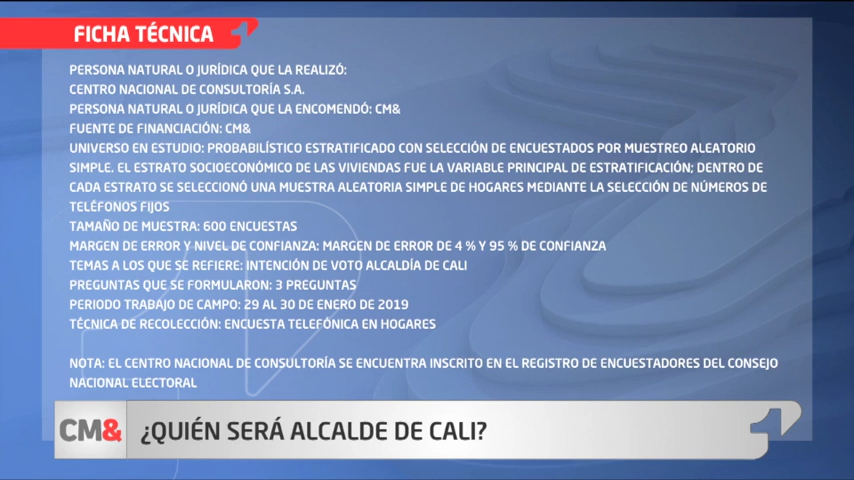 FICHA TÉCNICA
PERSONA NATURAL O JURÍDICA QUE LA REALIZÓ:
CENTRO NACIONAL DE CONSULTORÍA S.A.
PERSONA NATURAL O JURÍDICA QUE LA ENCOMENDÓ: CM&
FUENTE DE FINANCIACIÓN: CM&
UNIVERSO EN ESTUDIO: PROBABILÍSTICO ESTRATIFICADO CON SELECCIÓN DE ENCUESTADOS POR MUESTREO ALEATORIO
SIMPLE. EL ESTRATO SOCIOECONÓMICO DE LAS VIVIENDAS FUE LA VARIABLE PRINCIPAL DE ESTRATIFICACIÓN; DENTRO DE
CADA ESTRATO SE SELECCIONÓ UNA MUESTRA ALEATORIA SIMPLE DE HOGARES MEDIANTE LA SELECCIÓN DE NÚMEROS DE
TELÉFONOS FIJOS
TAMAÑO DE MUESTRA: 600 ENCUESTAS
MARGEN DE ERROR Y NIVEL DE CONFIANZA: MARGEN DE ERROR DE 4 % Y 95 % DE CONFIANZA
TEMAS A LOS QUE SE REFIERE: INTENCIÓN DE VOTO ALCALDÍA DE CALI
PREGUNTAS QUE SE FORMULARON: 3 PREGUNTAS
PERIODO TRABAJO DE CAMPO: 29 AL 30 DE ENERO DE 2019
TÉCNICA DE RECOLECCIÓN: ENCUESTA TELEFÓNICA EN HOGARES
NOTA: EL CENTRO NACIONAL DE CONSULTORÍA SE ENCUENTRA INSCRITO EN EL REGISTRO DE ENCUESTADORES DEL CONSEJO
NACIONAL ELECTORAL
CM& ¿QUIÉN SERÁ ALCALDE DE CALI? 1